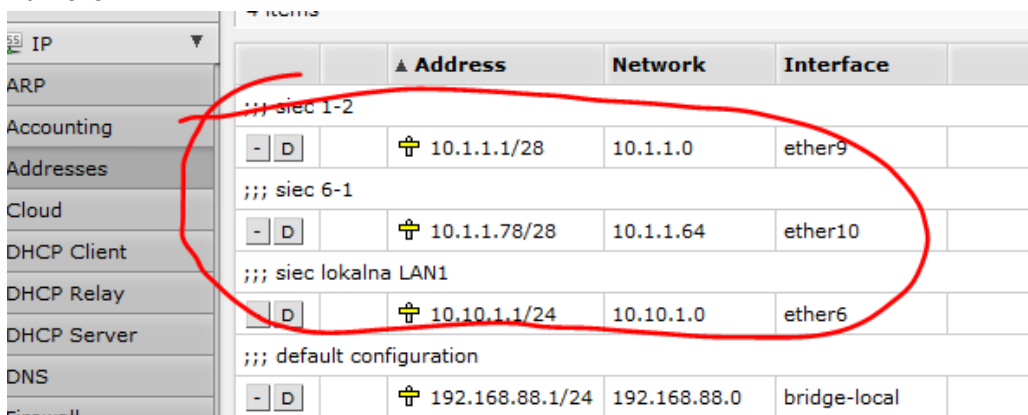 4 items
IP ▼
ARP
Accounting
Addresses
Cloud
DHCP Client
DHCP Relay
DHCP Server
DNS
Firewall
▲ Address Network Interface
;;; siec 1-2
- D 10.1.1.1/28 10.1.1.0 ether9
;;; siec 6-1
- D 10.1.1.78/28 10.1.1.64 ether10
;;; siec lokalna LAN1
- D 10.10.1.1/24 10.10.1.0 ether6
;;; default configuration
- D 192.168.88.1/24 192.168.88.0 bridge-local